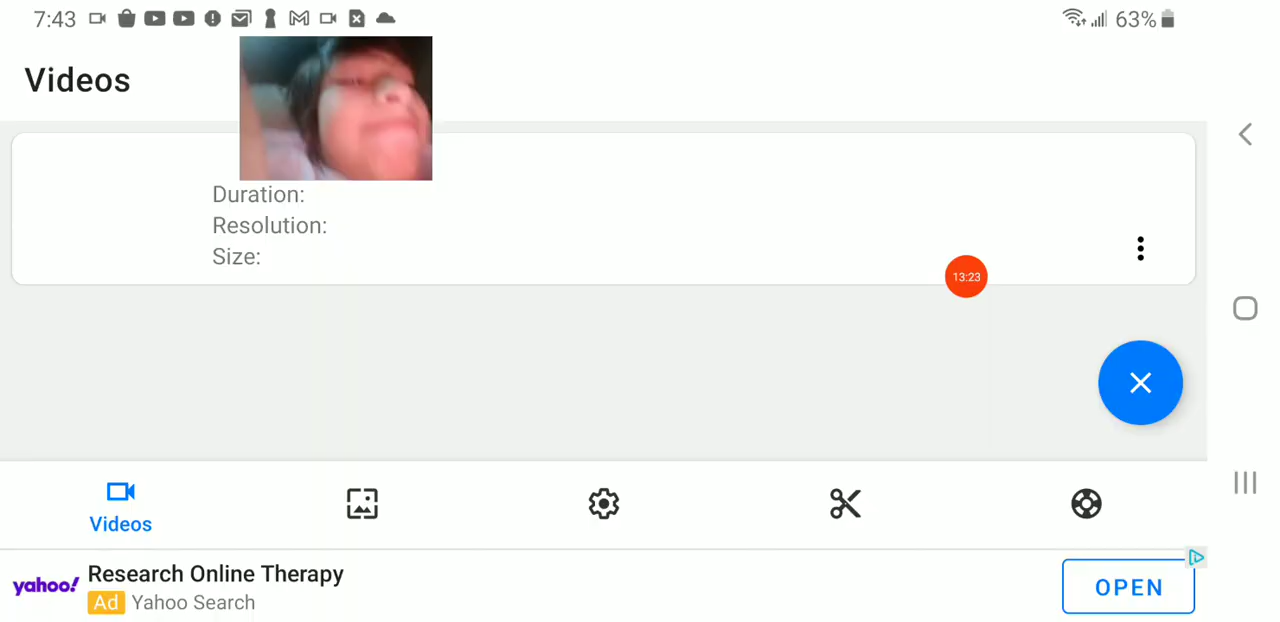 7:43
63%
Videos
Duration:
Resolution:
Size:
13:23
Videos
yahoo!
Research Online Therapy
Ad Yahoo Search
OPEN